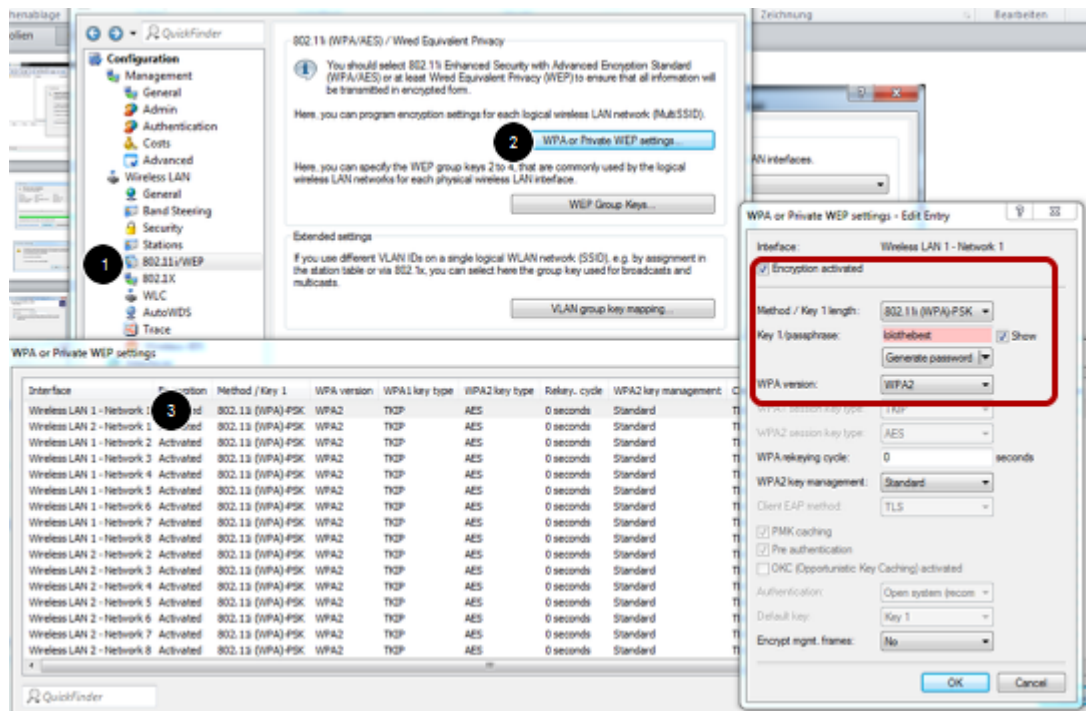 henablage
olien
Zeichnung
Bearbeiten
QuickFinder
Configuration
Management
General
Admin
Authentication
Costs
Advanced
Wireless LAN
General
Band Steering
Security
Stations
802.11i/WEP
802.1X
WLC
AutoWDS
Trace
1
802.11i (WPA/AES) / Wired Equivalent Privacy
You should select 802.11i Enhanced Security with Advanced Encryption Standard
(WPA/AES) or at least Wired Equivalent Privacy (WEP) to ensure that all information will
be transmitted in encrypted form.
Here, you can program encryption settings for each logical wireless LAN network (MultiSSID).
2
WPA or Private WEP settings...
Here, you can specify the WEP group keys 2 to 4, that are commonly used by the logical
wireless LAN networks for each physical wireless LAN interface.
WEP Group Keys...
Extended settings
If you use different VLAN IDs on a single logical WLAN network (SSID), e.g. by assignment in
the station table or via 802.1x, you can select here the group key used for broadcasts and
multicasts.
VLAN group key mapping...
AN interfaces.
WPA or Private WEP settings
Interface Method / Key 1 WPA version WPA1 key type WPA2 key type Rekey. cycle WPA2 key management
3
Wireless LAN 1 - Network 802.11i (WPA)-PSK WPA2 TKIP AES 0 seconds Standard
Wireless LAN 2 - Network 1 Activated 802.11i (WPA)-PSK WPA2 TKIP AES 0 seconds Standard
Wireless LAN 1 - Network 2 Activated 802.11i (WPA)-PSK WPA2 TKIP AES 0 seconds Standard
Wireless LAN 1 - Network 3 Activated 802.11i (WPA)-PSK WPA2 TKIP AES 0 seconds Standard
Wireless LAN 1 - Network 4 Activated 802.11i (WPA)-PSK WPA2 TKIP AES 0 seconds Standard
Wireless LAN 1 - Network 5 Activated 802.11i (WPA)-PSK WPA2 TKIP AES 0 seconds Standard
Wireless LAN 1 - Network 6 Activated 802.11i (WPA)-PSK WPA2 TKIP AES 0 seconds Standard
Wireless LAN 1 - Network 7 Activated 802.11i (WPA)-PSK WPA2 TKIP AES 0 seconds Standard
Wireless LAN 1 - Network 8 Activated 802.11i (WPA)-PSK WPA2 TKIP AES 0 seconds Standard
Wireless LAN 2 - Network 2 Activated 802.11i (WPA)-PSK WPA2 TKIP AES 0 seconds Standard
Wireless LAN 2 - Network 3 Activated 802.11i (WPA)-PSK WPA2 TKIP AES 0 seconds Standard
Wireless LAN 2 - Network 4 Activated 802.11i (WPA)-PSK WPA2 TKIP AES 0 seconds Standard
Wireless LAN 2 - Network 5 Activated 802.11i (WPA)-PSK WPA2 TKIP AES 0 seconds Standard
Wireless LAN 2 - Network 6 Activated 802.11i (WPA)-PSK WPA2 TKIP AES 0 seconds Standard
Wireless LAN 2 - Network 7 Activated 802.11i (WPA)-PSK WPA2 TKIP AES 0 seconds Standard
Wireless LAN 2 - Network 8 Activated 802.11i (WPA)-PSK WPA2 TKIP AES 0 seconds Standard
QuickFinder
WPA or Private WEP settings - Edit Entry
Interface: Wireless LAN 1 - Network 1
Encryption activated
Method / Key 1 length: 802.11i (WPA)-PSK
Key 1/passphrase: lolothebest Show
Generate password
WPA version: WPA2
WPA1 session key type: TKIP
WPA2 session key type: AES
WPA rekeying cycle: 0 seconds
WPA2 key management: Standard
Client EAP method: TLS
PMK caching
Pre authentication
OKC (Opportunistic Key Caching) activated
Authentication: Open system (recom
Default key: Key 1
Encrypt mgmt. frames: No
OK Cancel